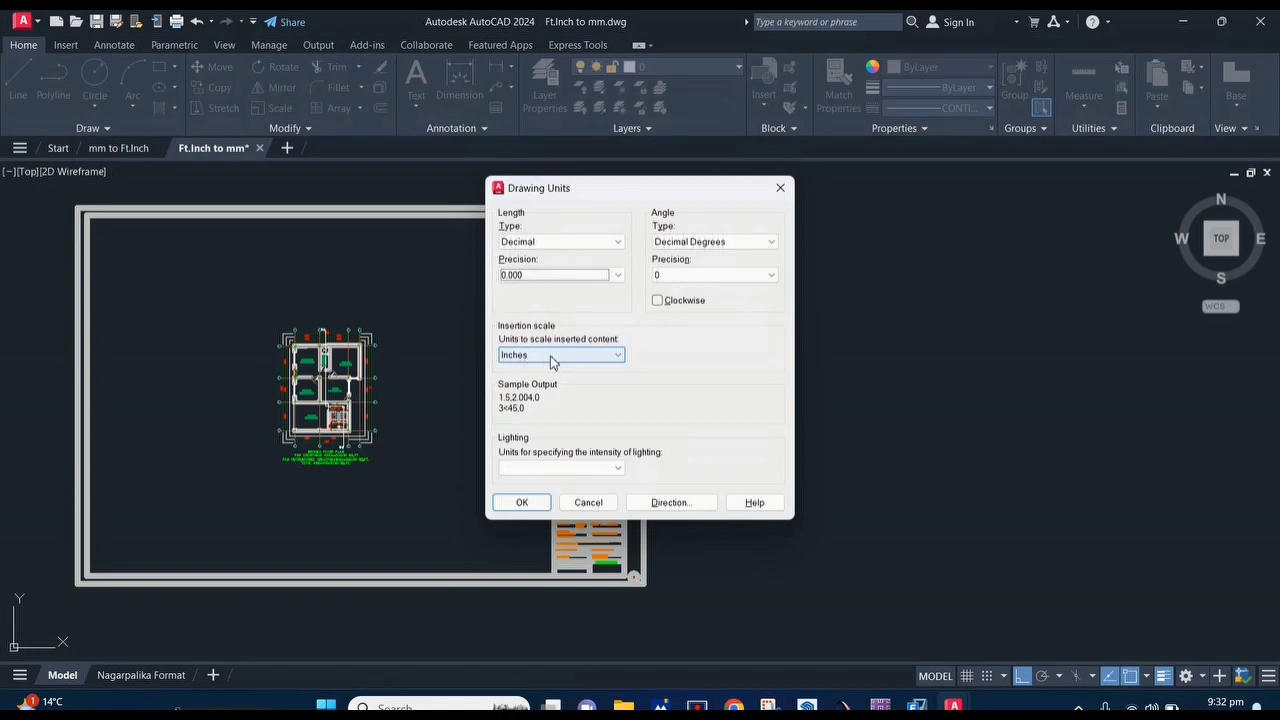 Share
Autodesk AutoCAD 2024 Ft.Inch to mm.dwg
Type a keyword or phrase
Sign In
Home Insert Annotate Parametric View Manage Output Add-ins Collaborate Featured Apps Express Tools
Line
Polyline
Circle
Arc
Move
Rotate
Trim
Copy
Mirror
Fillet
Stretch
Scale
Array
Text
Dimension
Layer
Properties
0
Insert
Match
Properties
ByLayer
ByLayer
CONTI...
Group
Measure
Paste
Base
Draw Modify Annotation Layers Block Properties Groups Utilities Clipboard View
Start mm to Ft.Inch Ft.Inch to mm*
[−][Top][2D Wireframe]
Drawing Units
Length
Type:
Decimal
Precision:
0.000
Angle
Type:
Decimal Degrees
Precision:
0
Clockwise
Insertion scale
Units to scale inserted content:
Inches
Sample Output
1.5,2.004,0
3<45,0
Lighting
Units for specifying the intensity of lighting:
OK Cancel Direction... Help
N
W TOP E
S
WCS
Y
X
Model Nagarpalika Format
MODEL
1
14°C
Search
9:32 pm